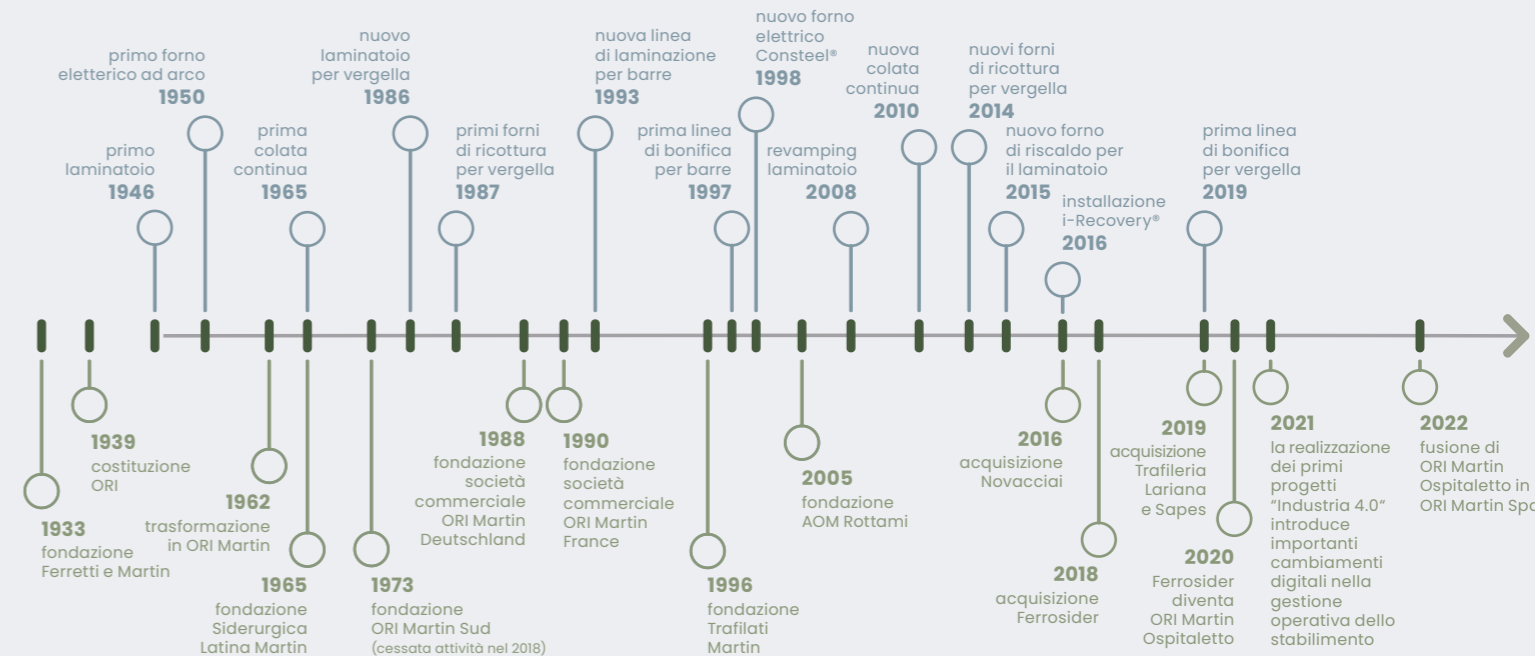 primo
laminatoio
1946
primo forno
eletterico ad arco
1950
prima
colata
continua
1965
nuovo
laminatoio
per vergella
1986
primi forni
di ricottura
per vergella
1987
nuova linea
di laminazione
per barre
1993
prima linea
di bonifica
per barre
1997
nuovo forno
elettrico
Consteel®
1998
revamping
laminatoio
2008
nuova
colata
continua
2010
nuovi forni
di ricottura
per vergella
2014
nuovo forno
di riscaldo per
il laminatoio
2015
installazione
i-Recovery®
2016
prima linea
di bonifica
per vergella
2019
1933
fondazione
Ferretti e Martin
1939
costituzione
ORI
1962
trasformazione
in ORI Martin
1965
fondazione
Siderurgica
Latina Martin
1973
fondazione
ORI Martin Sud
(cessata attività nel 2018)
1988
fondazione
società
commerciale
ORI Martin
Deutschland
1990
fondazione
società
commerciale
ORI Martin
France
1996
fondazione
Trafilati
Martin
2005
fondazione
AOM Rottami
2016
acquisizione
Novacciai
2018
acquisizione
Ferrosider
2019
acquisizione
Trafileria
Lariana
e Sapes
2020
Ferrosider
diventa
ORI Martin
Ospitaletto
2021
la realizzazione
dei primi
progetti
“Industria 4.0”
introduce
importanti
cambiamenti
digitali nella
gestione
operativa dello
stabilimento
2022
fusione di
ORI Martin
Ospitaletto in
ORI Martin Spa